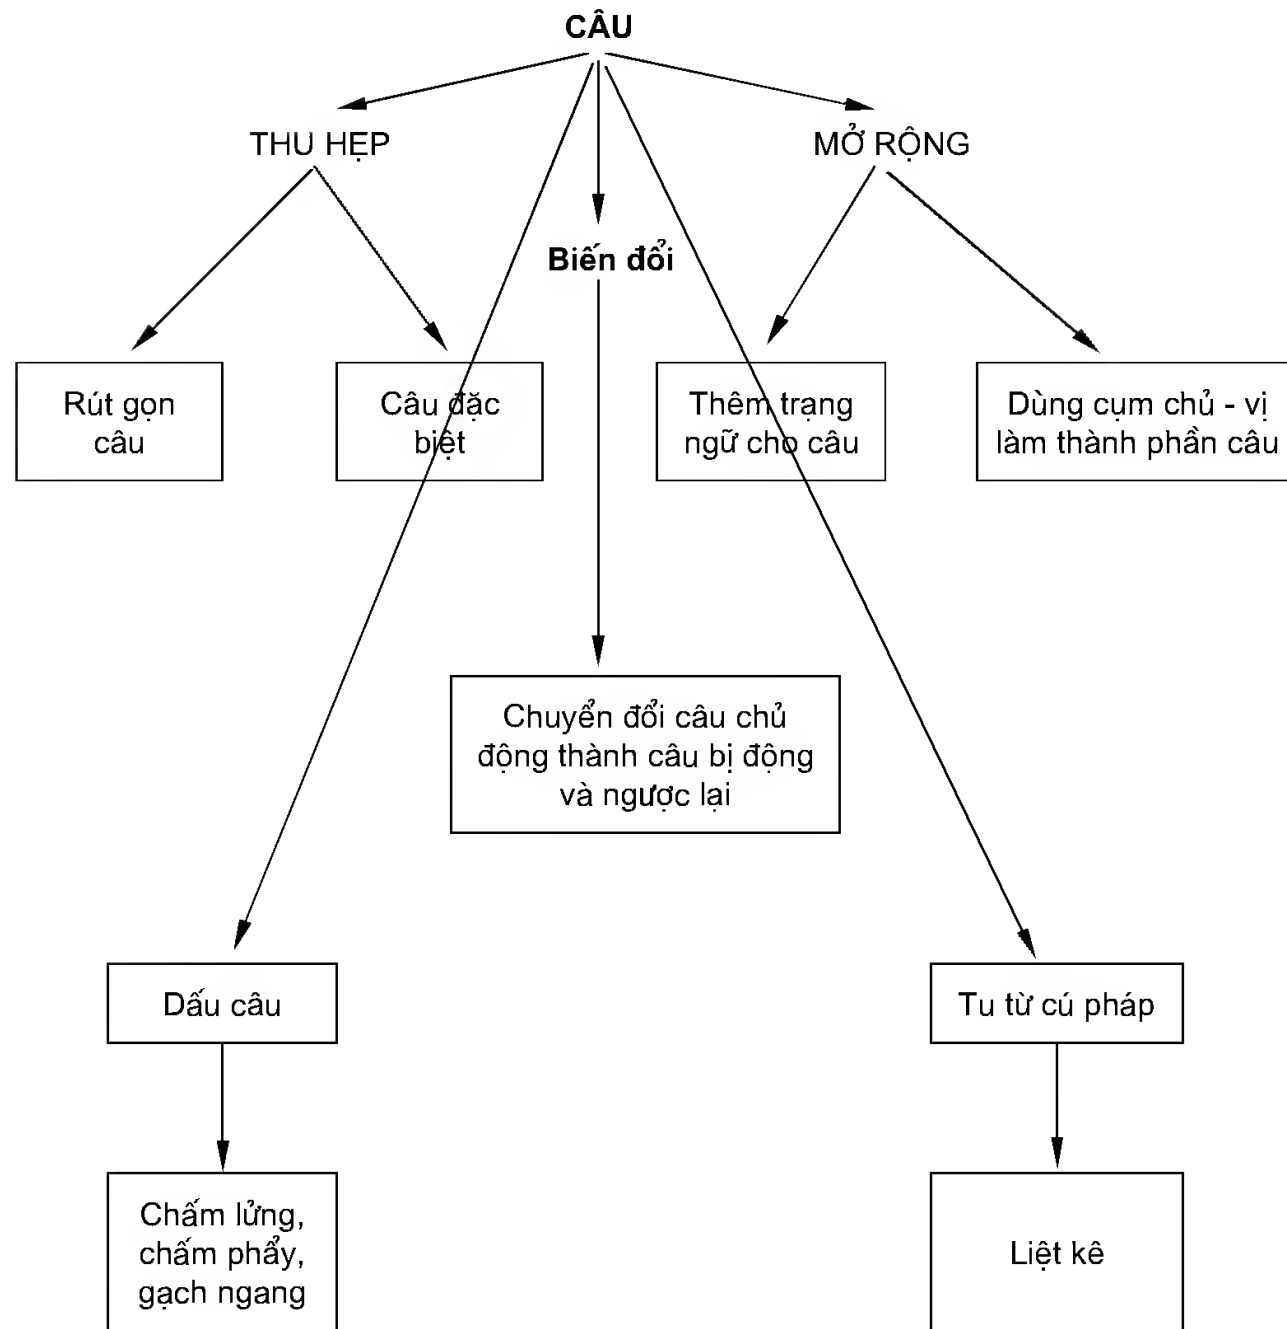 CÂU
THU HẸP
MỞ RỘNG
Biến đổi
Rút gọn
câu
Câu đặc
biệt
Thêm trạng
ngữ cho câu
Dùng cụm chủ - vị
làm thành phần câu
Chuyển đổi câu chủ
động thành câu bị động
và ngược lại
Dấu câu
Tu từ cú pháp
Chấm lửng,
chấm phẩy,
gạch ngang
Liệt kê